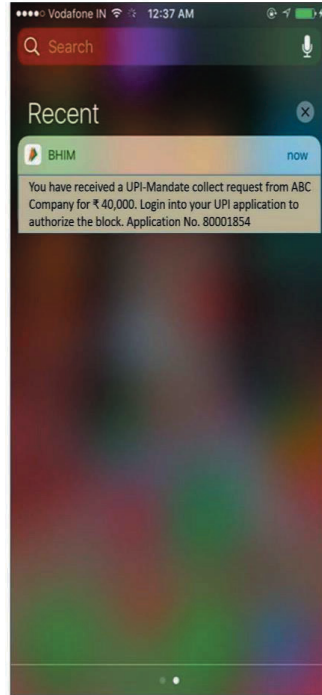 Vodafone IN 12:37 AM
Search
Recent
BHIM now
You have received a UPI-Mandate collect request from ABC
Company for ₹ 40,000. Login into your UPI application to
authorize the block. Application No. 80001854